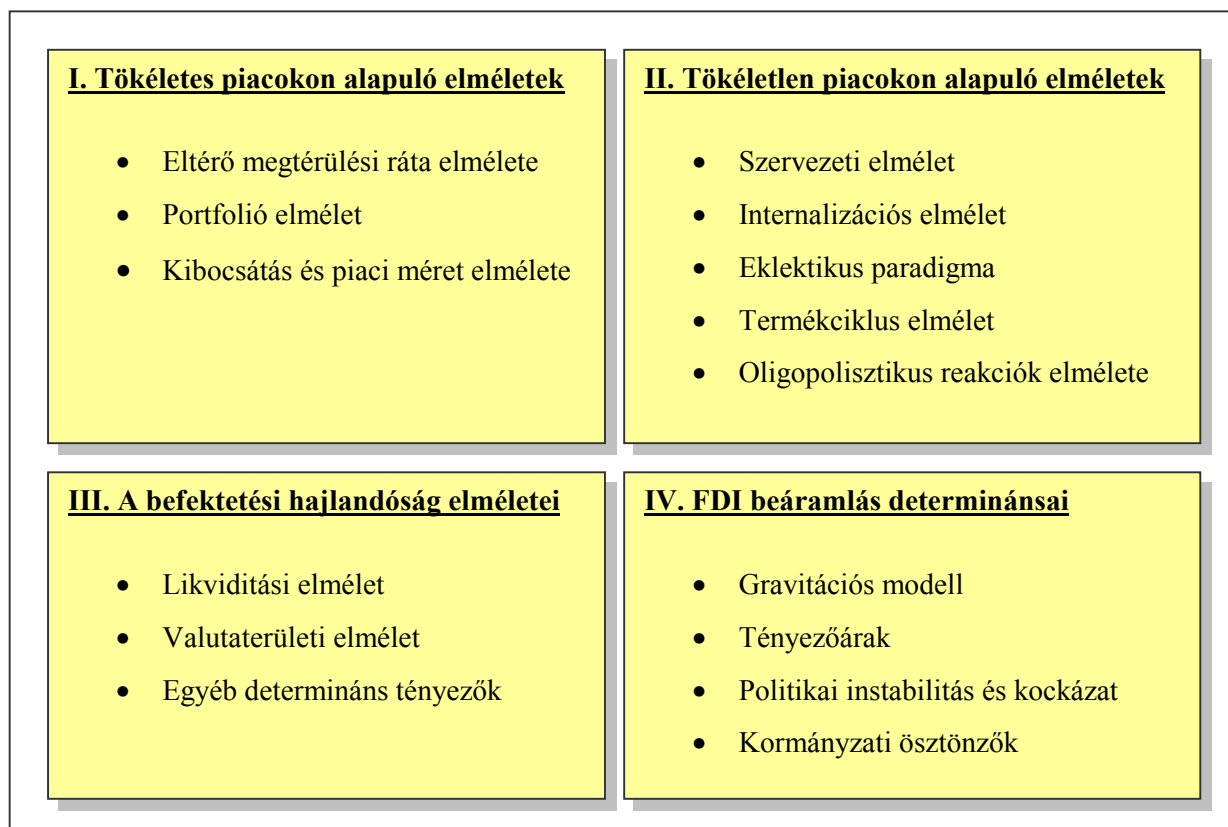 I. Tökéletes piacokon alapuló elméletek
• Eltérő megtérülési ráta elmélete
• Portfolió elmélet
• Kibocsátás és piaci méret elmélete
II. Tökéletlen piacokon alapuló elméletek
• Szervezeti elmélet
• Internalizációs elmélet
• Eklektikus paradigma
• Termékciklus elmélet
• Oligopolisztikus reakciók elmélete
III. A befektetési hajlandóság elméletei
• Likviditási elmélet
• Valutaterületi elmélet
• Egyéb determináns tényezők
IV. FDI beáramlás determinánsai
• Gravitációs modell
• Tényezőárak
• Politikai instabilitás és kockázat
• Kormányzati ösztönzők